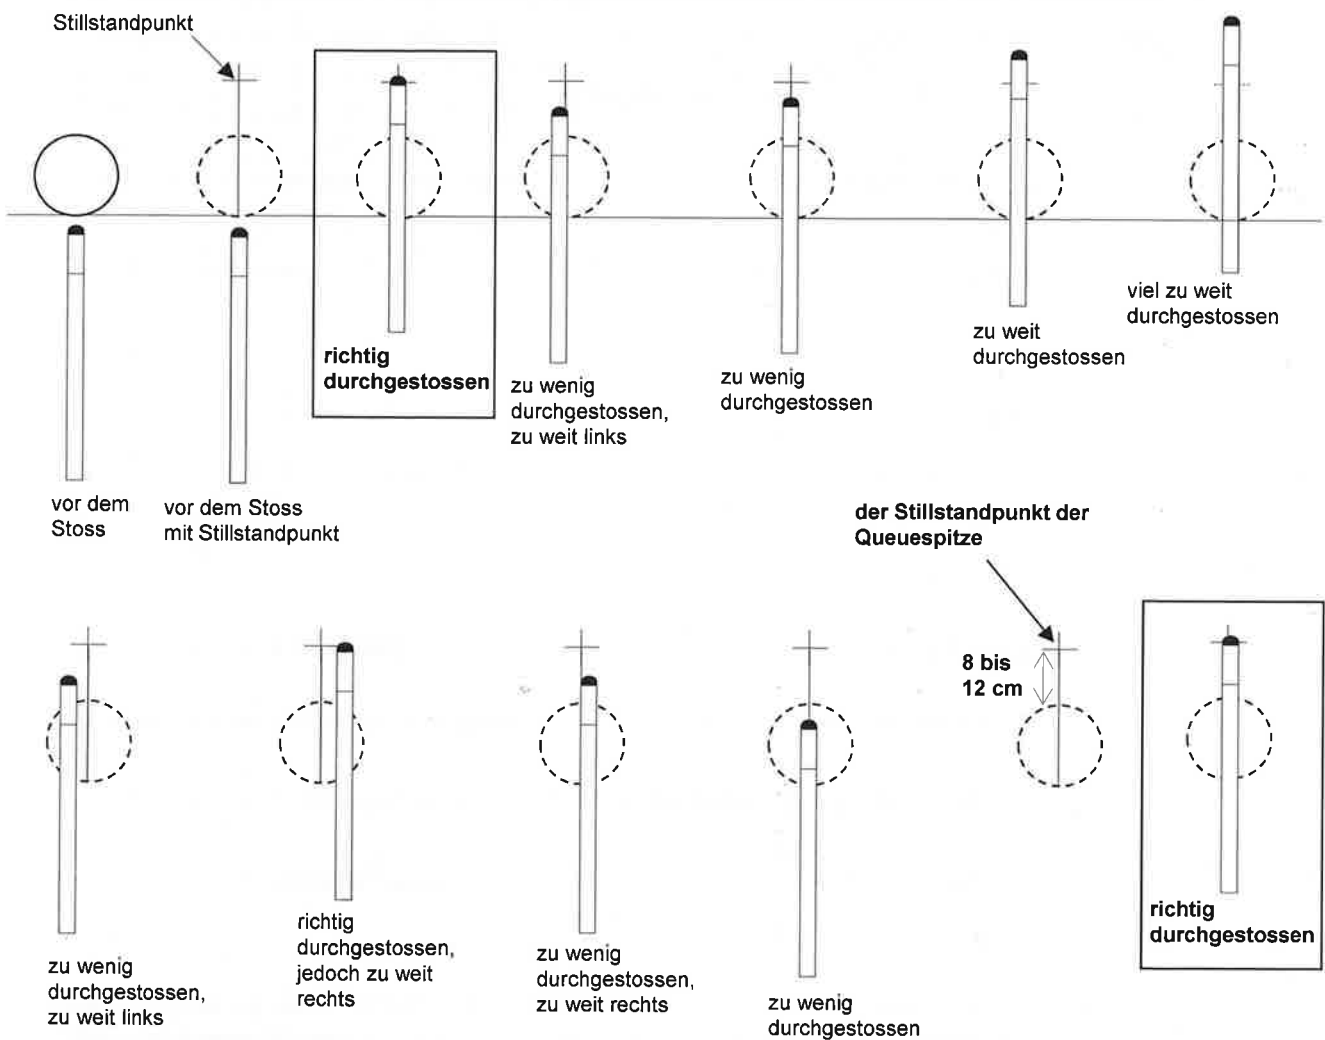 Stillstandpunkt
richtig
durchgestossen
zu wenig
durchgestossen,
zu weit links
zu wenig
durchgestossen
zu weit
durchgestossen
viel zu weit
durchgestossen
vor dem
Stoss
vor dem Stoss
mit Stillstandpunkt
der Stillstandpunkt der
Queuespitze
8 bis
12 cm
zu wenig
durchgestossen,
zu weit links
richtig
durchgestossen,
jedoch zu weit
rechts
zu wenig
durchgestossen,
zu weit rechts
zu wenig
durchgestossen
richtig
durchgestossen